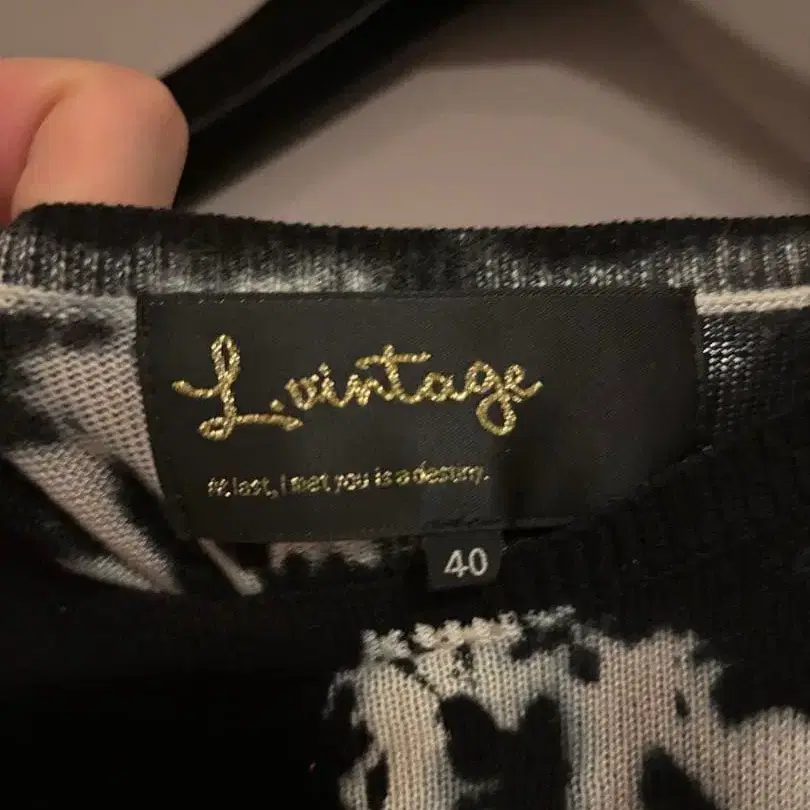 L.vintage
At last, I met you is a destiny.
40